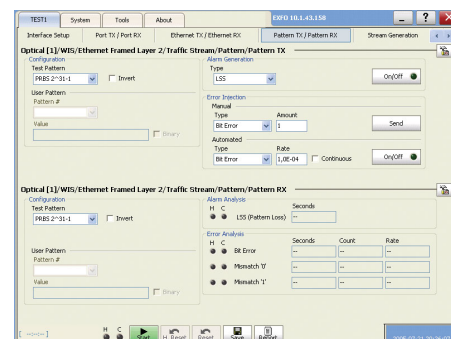 TEST1 System Tools About EXFO 10.1.43.158 _ ? X
Interface Setup Port TX / Port RX Ethernet TX / Ethernet RX Pattern TX / Pattern RX Stream Generation
Optical [1]/WIS/Ethernet Framed Layer 2/Traffic Stream/Pattern/Pattern TX
Configuration Alarm Generation
Test Pattern Type
PRBS 2^31-1 Invert LSS On/Off
User Pattern Error Injection
Pattern # Manual
Type Amount
Value Bit Error 1 Send
Binary Automated
Type Rate
Bit Error 1,0E-04 Continuous On/Off
Optical [1]/WIS/Ethernet Framed Layer 2/Traffic Stream/Pattern/Pattern RX
Configuration Alarm Analysis
Test Pattern H C Seconds
PRBS 2^31-1 Invert LSS (Pattern Loss) --
Error Analysis
H C Seconds Count Rate
User Pattern Bit Error -- -- --
Pattern #
Mismatch '0' -- -- --
Value
Binary Mismatch '1' -- -- --
H C
[ --:--:-- ] Start H. Reset Reset Save Report